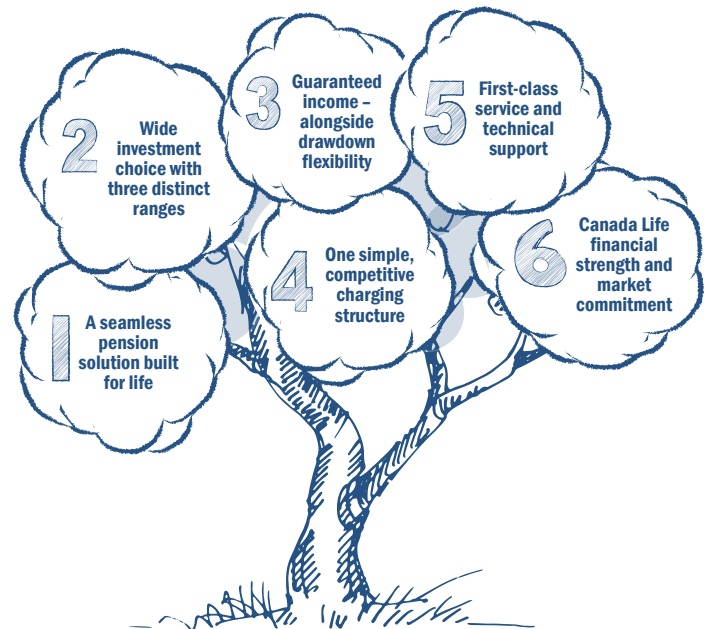 1
A seamless
pension
solution built
for life
2
Wide
investment
choice with
three distinct
ranges
3
Guaranteed
income –
alongside
drawdown
flexibility
4
One simple,
competitive
charging
structure
5
First-class
service and
technical
support
6
Canada Life
financial
strength and
market
commitment